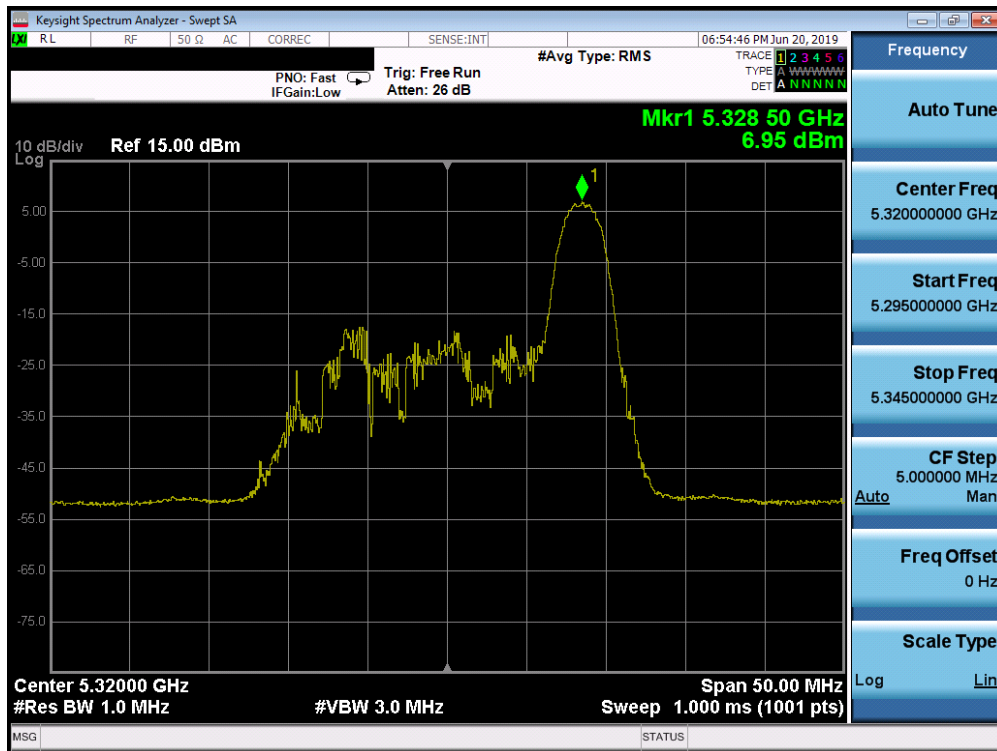 Keysight Spectrum Analyzer - Swept SA
LXI RL RF 50 Ω AC CORREC SENSE:INT 06:54:46 PM Jun 20, 2019
#Avg Type: RMS
TRACE 1 2 3 4 5 6
TYPE A WWWWW
DET A N N N N N
PNO: Fast
IFGain:Low
Trig: Free Run
Atten: 26 dB
Mkr1 5.328 50 GHz
6.95 dBm
10 dB/div
Log
Ref 15.00 dBm
1
5.00
-5.00
-15.0
-25.0
-35.0
-45.0
-55.0
-65.0
-75.0
Center 5.32000 GHz
Span 50.00 MHz
#Res BW 1.0 MHz
#VBW 3.0 MHz
Sweep 1.000 ms (1001 pts)
MSG
STATUS
Frequency
Auto Tune
Center Freq
5.320000000 GHz
Start Freq
5.295000000 GHz
Stop Freq
5.345000000 GHz
CF Step
5.000000 MHz
Auto Man
Freq Offset
0 Hz
Scale Type
Log Lin